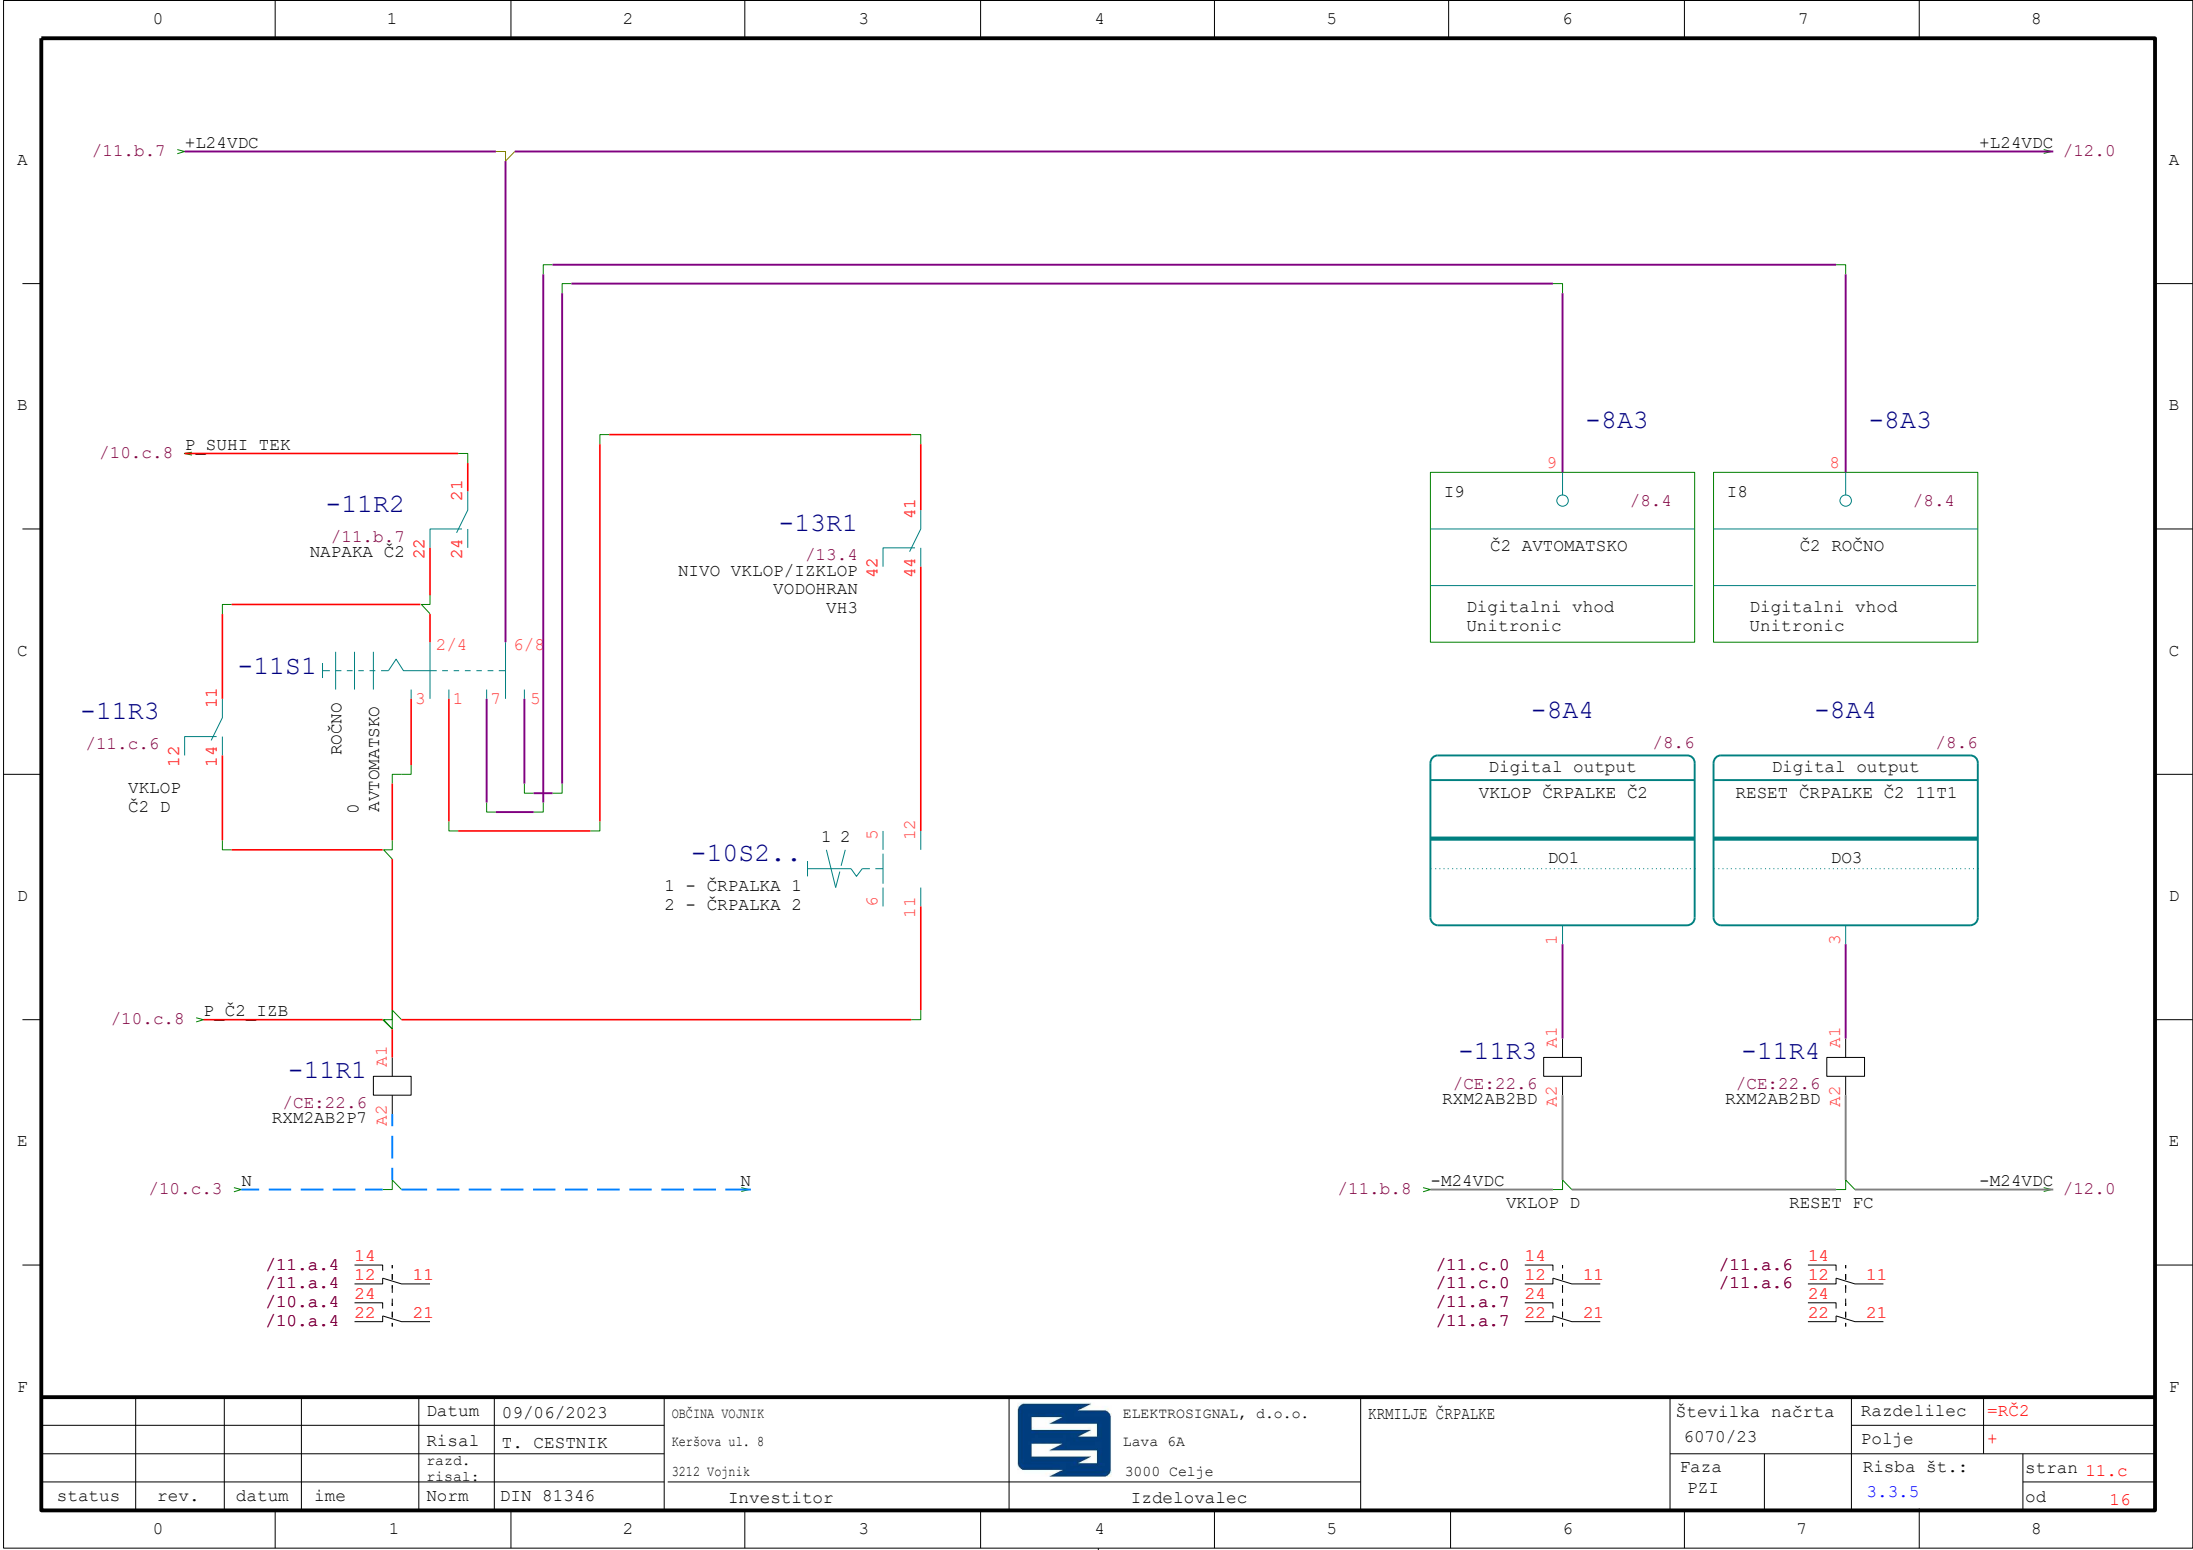 0 1 2 3 4 5 6 7 8
A A
/11.b.7 +L24VDC +L24VDC /12.0
B B
-8A3 -8A3
/10.c.8 P_SUHI TEK
9 8
21
-11R2
I9 /8.4
I8 /8.4
41
-13R1
/11.b.7
NAPAKA Č2
22 24
Č2 AVTOMATSKO
Č2 ROČNO
/13.4
NIVO VKLOP/IZKLOP
VODOHRAN
VH3
42 44
Digitalni vhod
Unitronic
Digitalni vhod
Unitronic
C C
2/4 6/8
-11S1
3 1 7 5
ROČNO
0
AVTOMATSKO
11
-11R3
/11.c.6
12 14
VKLOP
Č2 D
-8A4 -8A4
/8.6 /8.6
Digital output
VKLOP ČRPALKE Č2
DO1
Digital output
RESET ČRPALKE Č2 11T1
DO3
1 2
5 12
-10S2..
1 - ČRPALKA 1
2 - ČRPALKA 2
6 11
D D
1 3
/10.c.8 P_Č2_IZB
A1
-11R1
/CE:22.6
RXM2AB2P7
A2
A1
-11R3
/CE:22.6
RXM2AB2BD
A2
A1
-11R4
/CE:22.6
RXM2AB2BD
A2
E E
/10.c.3 N N
/11.b.8 -M24VDC -M24VDC /12.0
VKLOP D
RESET FC
/11.a.4 14
/11.a.4 12 11
/10.a.4 24
/10.a.4 22 21
/11.c.0 14
/11.c.0 12 11
/11.a.7 24
/11.a.7 22 21
/11.a.6 14
/11.a.6 12 11
24
22 21
F F
Datum 09/06/2023
Risal T. CESTNIK
razd.
risal:
status rev. datum ime Norm DIN 81346
OBČINA VOJNIK
Keršova ul. 8
3212 Vojnik
Investitor
ELEKTROSIGNAL, d.o.o.
Lava 6A
3000 Celje
Izdelovalec
KRMILJE ČRPALKE
Številka načrta
6070/23
Razdelilec =RČ2
Polje +
Faza
PZI
Risba št.:
3.3.5
stran 11.c
od 16
0 1 2 3 4 5 6 7 8